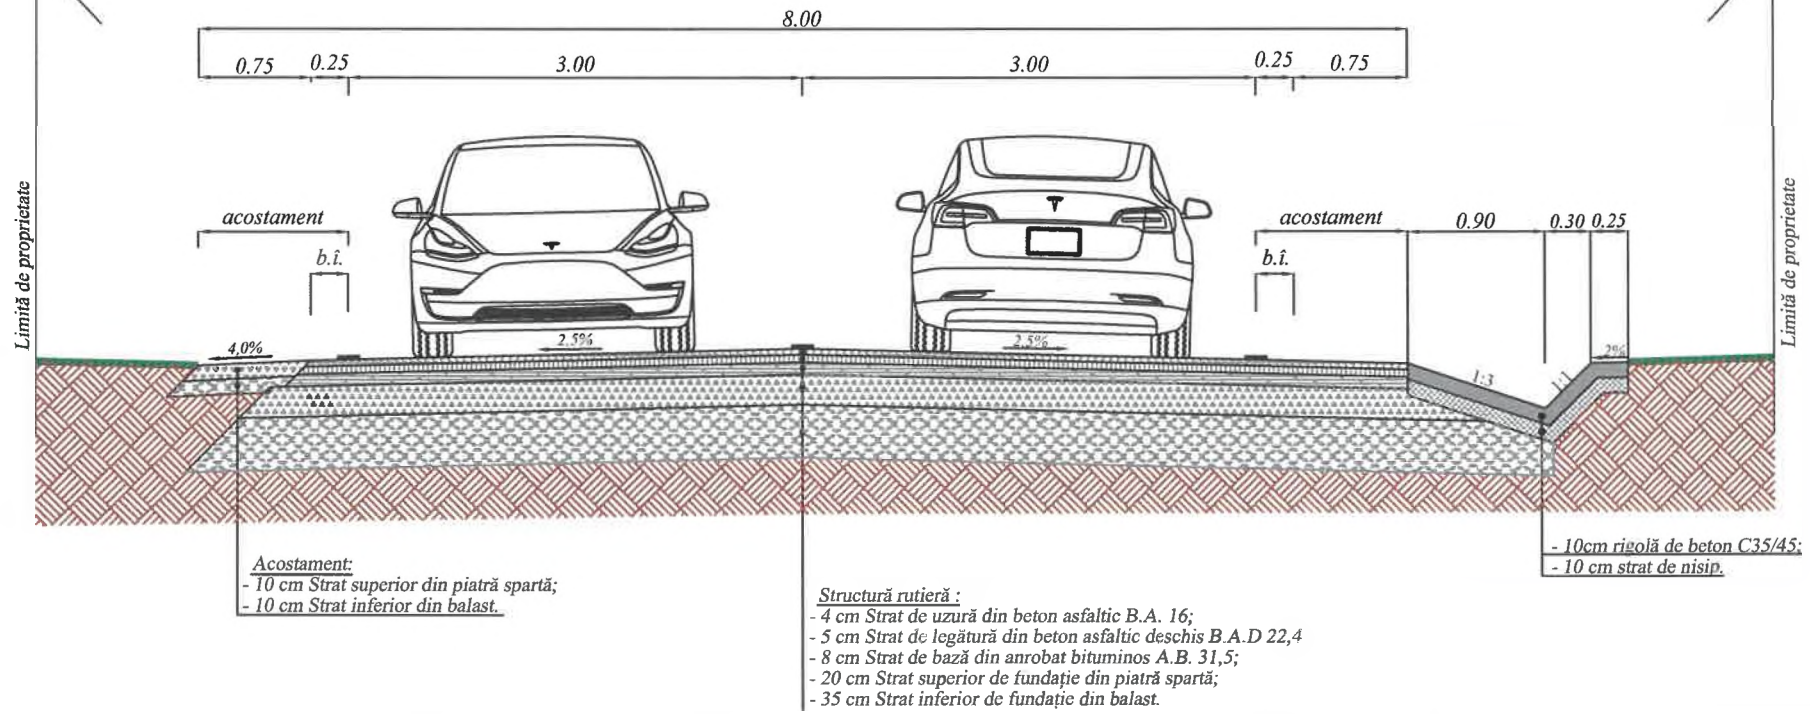 8.00
0.75 0.25 3.00 3.00 0.25 0.75
Limită de proprietate
acostament
b.î.
acostament 0.90 0.30 0.25
b.î.
Limită de proprietate
4,0% 2.5% 2.5% 2%
1:3 1:1
- 10cm rigolă de beton C35/45;
- 10 cm strat de nisip.
Acostament:
- 10 cm Strat superior din piatră spartă;
- 10 cm Strat inferior din balast.
Structură rutieră :
- 4 cm Strat de uzură din beton asfaltic B.A. 16;
- 5 cm Strat de legătură din beton asfaltic deschis B.A.D 22,4
- 8 cm Strat de bază din anrobat bituminos A.B. 31,5;
- 20 cm Strat superior de fundație din piatră spartă;
- 35 cm Strat inferior de fundație din balast.